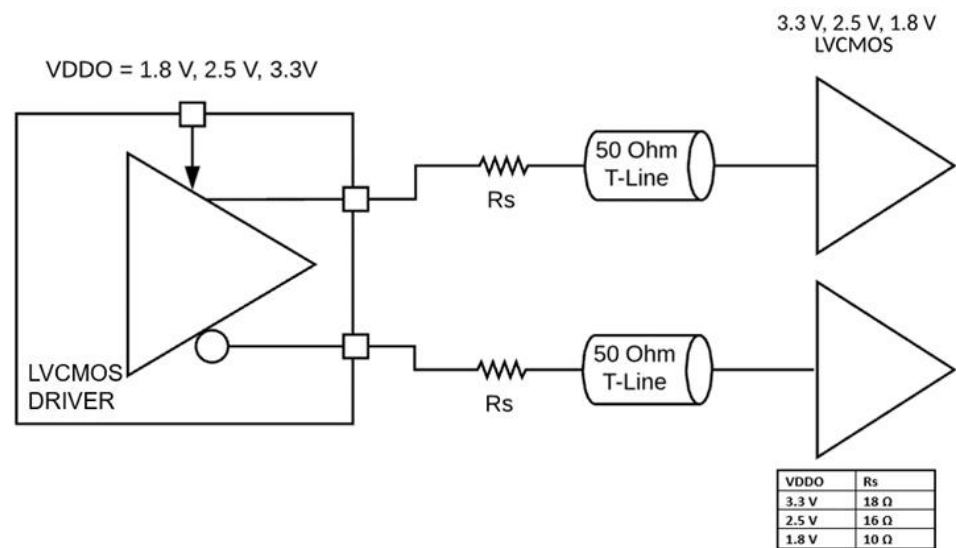 3.3 V, 2.5 V, 1.8 V
LVCMOS
VDDO = 1.8 V, 2.5 V, 3.3V
50 Ohm
T-Line
Rs
50 Ohm
T-Line
Rs
LVCMOS
DRIVER
VDDO Rs
3.3 V 18 Ω
2.5 V 16 Ω
1.8 V 10 Ω